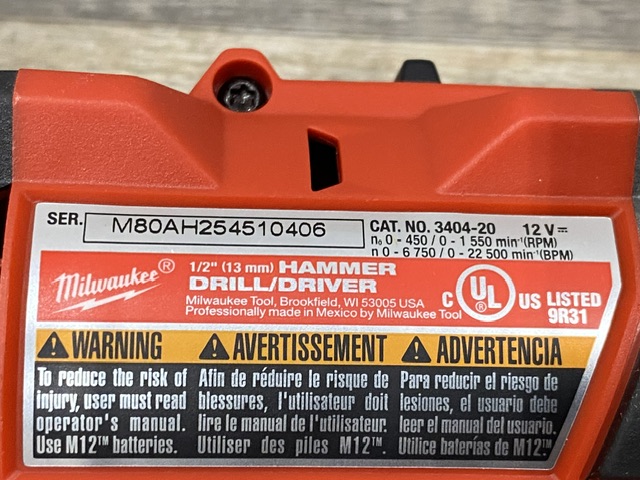 SER. M80AH254510406
CAT. NO. 3404-20 12 V⎓
n₀ 0 - 450 / 0 - 1 550 min⁻¹(RPM)
n 0 - 6 750 / 0 - 22 500 min⁻¹(BPM)
Milwaukee®
1/2" (13 mm) HAMMER
DRILL/DRIVER
Milwaukee Tool, Brookfield, WI 53005 USA
Professionally made in Mexico by Milwaukee Tool
C UL® US LISTED
9R31
WARNING
To reduce the risk of
injury, user must read
operator's manual.
Use M12™ batteries.
AVERTISSEMENT
Afin de réduire le risque de
blessures, l'utilisateur doit
lire le manual de l'utilisateur.
Utiliser des piles M12™.
ADVERTENCIA
Para reducir el riesgo de
lesiones, el usuario debe
leer el manual del usuario.
Utilice baterías de M12™.